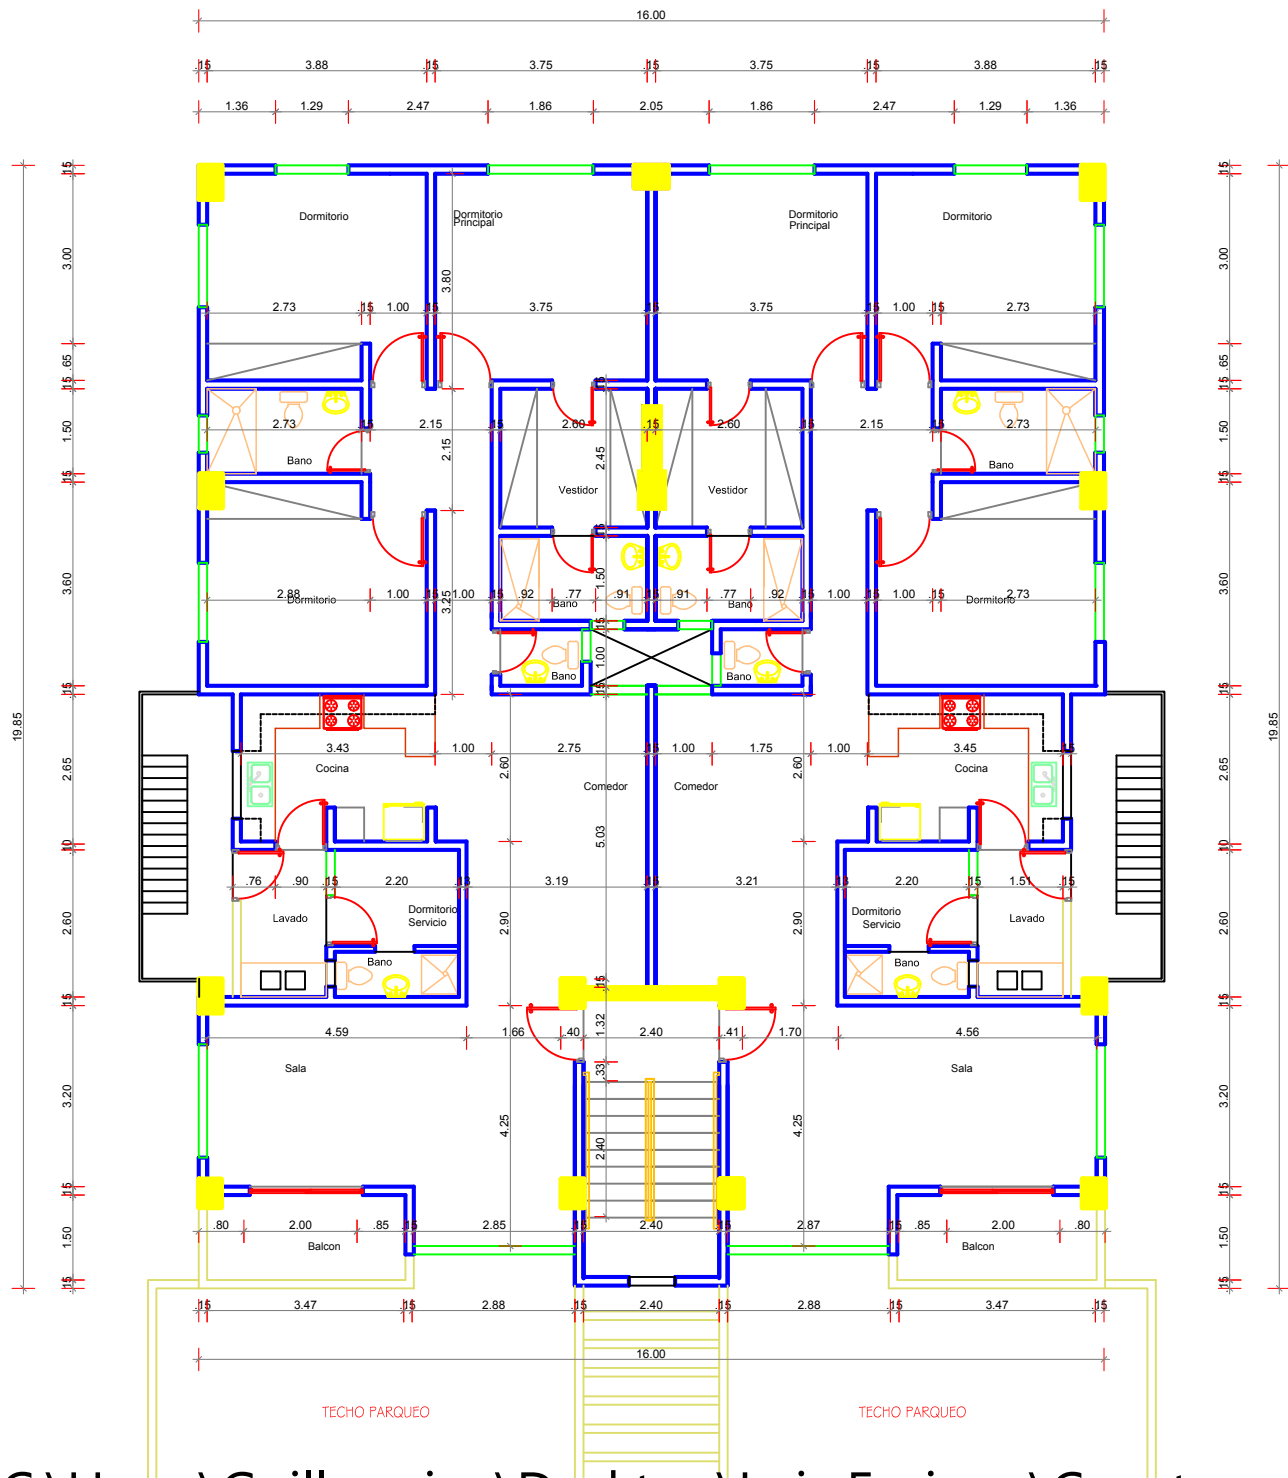 16.00
.15 3.88 .15 3.75 .15 3.75 .15 3.88 .15
1.36 1.29 2.47 1.86 2.05 1.86 2.47 1.29 1.36
.15 .15
Dormitorio Dormitorio Principal Dormitorio Principal Dormitorio
3.00 3.80 3.00
2.73 .15 1.00 .15 3.75 .15 3.75 .15 1.00 .15 2.73
.65 .65
.15 .15 .15
1.50 2.73 .15 2.15 .15 2.60 .15 2.60 .15 2.15 .15 2.73 1.50
2.15 2.45
Bano Bano
.15 Vestidor Vestidor .15
.15
3.60 1.50 3.60
2.88 1.00 .15 1.00 .15 .92 .77 .91 .15 .91 .77 .92 .15 1.00 .15 1.00 .15 2.73
Dormitorio 3.25 Bano Bano Dormitorio
.15
1.00
Bano Bano
.15 .15 .15
19.85 19.85
3.43 1.00 2.75 .15 1.00 1.75 1.00 3.45 .15
2.65 Cocina 2.60 2.60 Cocina 2.65
Comedor Comedor
5.03
.10 .10
.76 .90 .15 2.20 .13 3.19 .15 3.21 .13 2.20 .15 1.51 .15
Lavado Dormitorio Servicio Dormitorio Servicio Lavado
2.60 2.90 2.90 2.60
Bano Bano
.15 .15 .15
4.59 1.66 .40 2.40 .41 1.70 4.56
1.32
Sala .33 Sala
3.20 4.25 2.40 4.25 3.20
.15 .15
.80 2.00 .85 .15 2.85 .15 2.40 .15 2.87 .15 .85 2.00 .80
1.50 Balcon Balcon 1.50
.15 .15
.15 3.47 .15 2.88 .15 2.40 .15 2.88 .15 3.47 .15
16.00
TECHO PARQUEO TECHO PARQUEO